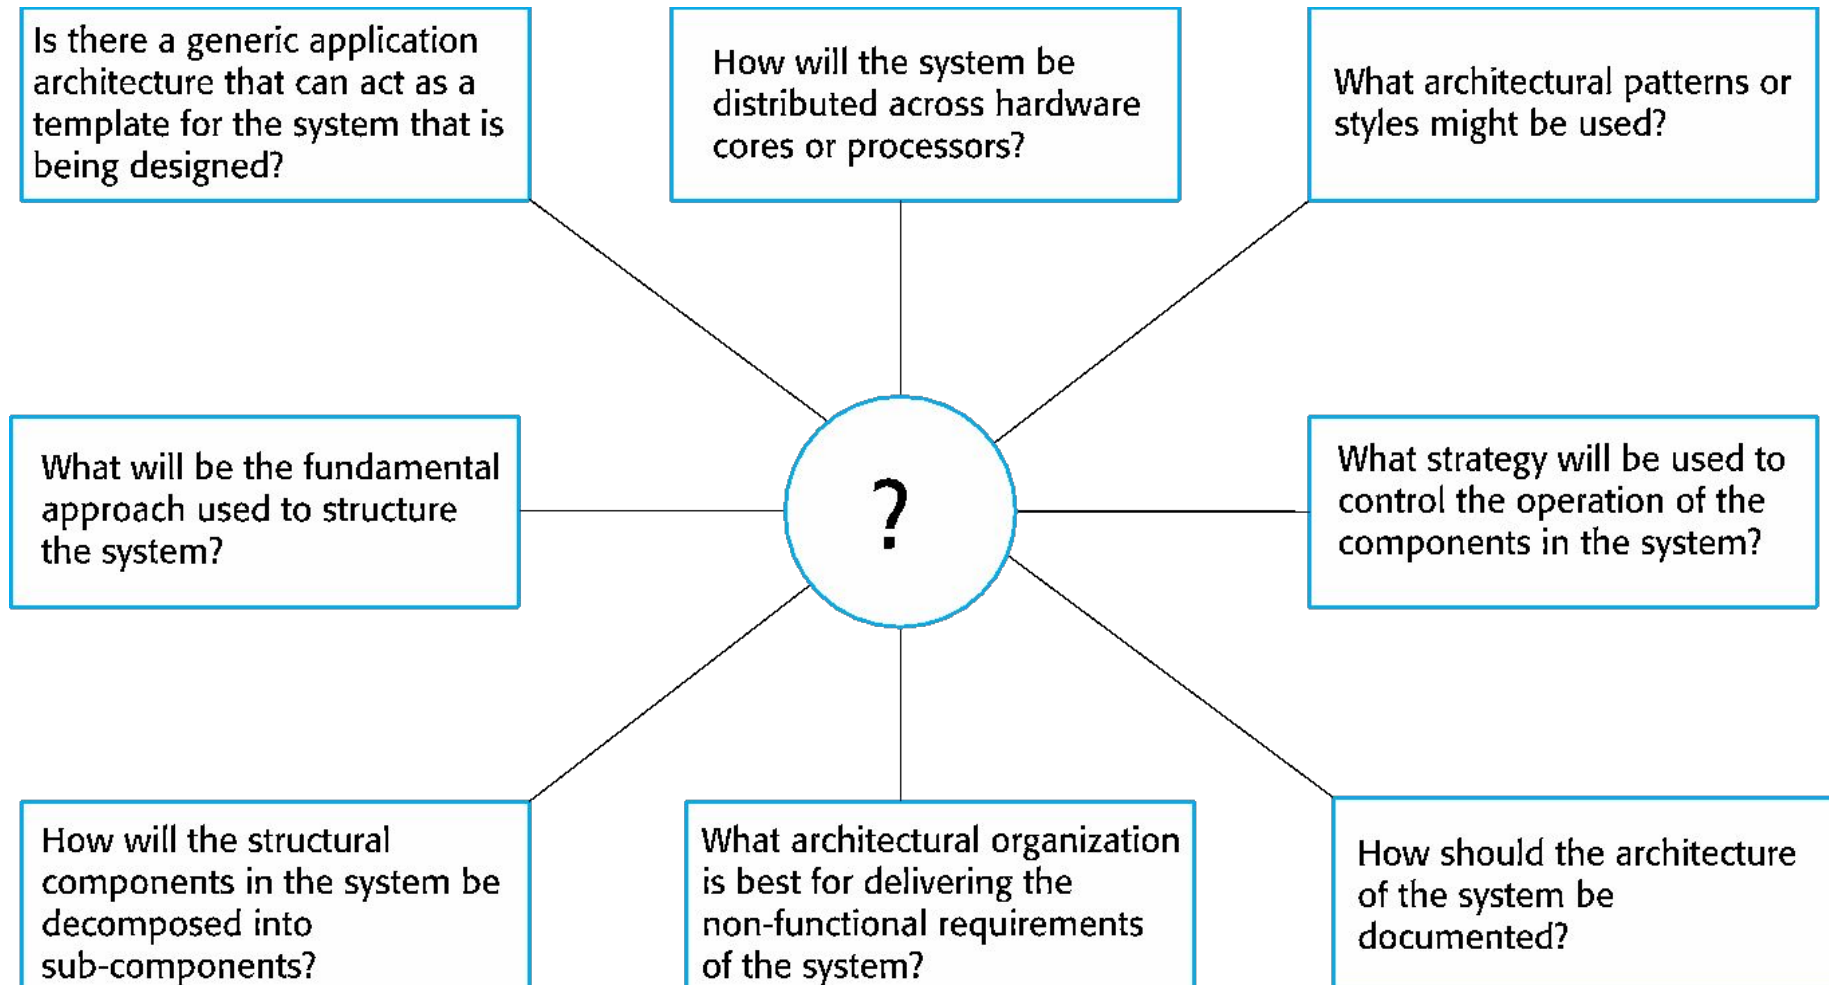 Is there a generic application
architecture that can act as a
template for the system that is
being designed?
How will the system be
distributed across hardware
cores or processors?
What architectural patterns or
styles might be used?
What will be the fundamental
approach used to structure
the system?
?
What strategy will be used to
control the operation of the
components in the system?
How will the structural
components in the system be
decomposed into
sub-components?
What architectural organization
is best for delivering the
non-functional requirements
of the system?
How should the architecture
of the system be
documented?